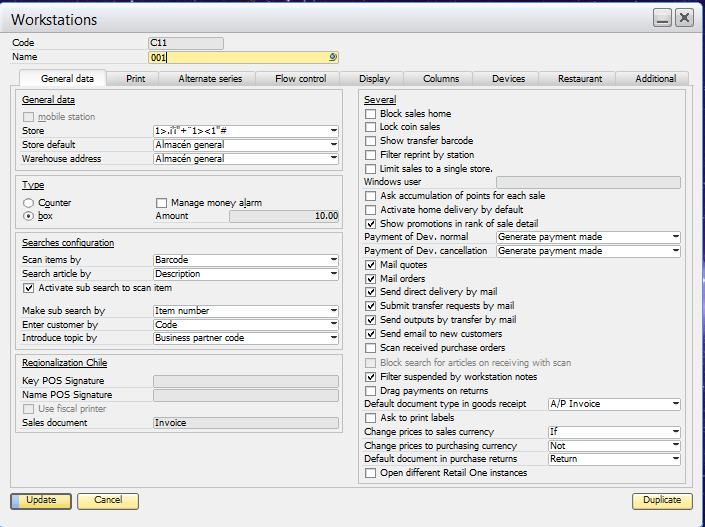 Workstations
Code C11
Name 001
General data Print Alternate series Flow control Display Columns Devices Restaurant Additional
General data
mobile station
Store 1>.íˈi"+¨1><1"#
Store default Almacén general
Warehouse address Almacén general
Type
Counter Manage money alarm
box Amount 10.00
Searches configuration
Scan items by Barcode
Search article by Description
Activate sub search to scan item
Make sub search by Item number
Enter customer by Code
Introduce topic by Business partner code
Regionalization Chile
Key POS Signature
Name POS Signature
Use fiscal printer
Sales document Invoice
Several
Block sales home
Lock coin sales
Show transfer barcode
Filter reprint by station
Limit sales to a single store.
Windows user
Ask accumulation of points for each sale
Activate home delivery by default
Show promotions in rank of sale detail
Payment of Dev. normal Generate payment made
Payment of Dev. cancellation Generate payment made
Mail quotes
Mail orders
Send direct delivery by mail
Submit transfer requests by mail
Send outputs by transfer by mail
Send email to new customers
Scan received purchase orders
Block search for articles on receiving with scan
Filter suspended by workstation notes
Drag payments on returns
Default document type in goods receipt A/P Invoice
Ask to print labels
Change prices to sales currency If
Change prices to purchasing currency Not
Default document in purchase returns Return
Open different Retail One instances
Update Cancel Duplicate